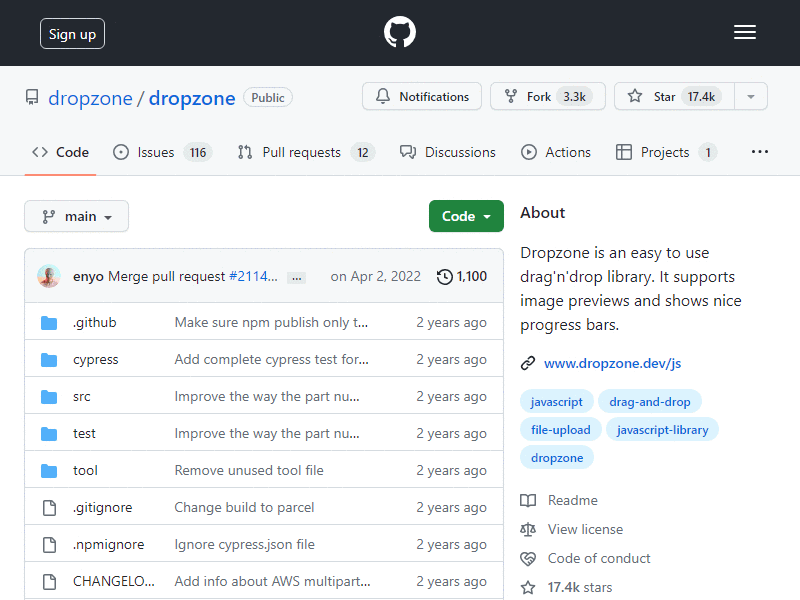 Sign up
dropzone / dropzone Public Notifications Fork 3.3k Star 17.4k
Code Issues 116 Pull requests 12 Discussions Actions Projects 1 ...
main Code
enyo Merge pull request #2114... ... on Apr 2, 2022 1,100
.github Make sure npm publish only t... 2 years ago
cypress Add complete cypress test for... 2 years ago
src Improve the way the part nu... 2 years ago
test Improve the way the part nu... 2 years ago
tool Remove unused tool file 2 years ago
.gitignore Change build to parcel 2 years ago
.npmignore Ignore cypress.json file 2 years ago
CHANGELO... Add info about AWS multipart... 2 years ago
About
Dropzone is an easy to use
drag'n'drop library. It supports
image previews and shows nice
progress bars.
www.dropzone.dev/js
javascript drag-and-drop
file-upload javascript-library
dropzone
Readme
View license
Code of conduct
17.4k stars